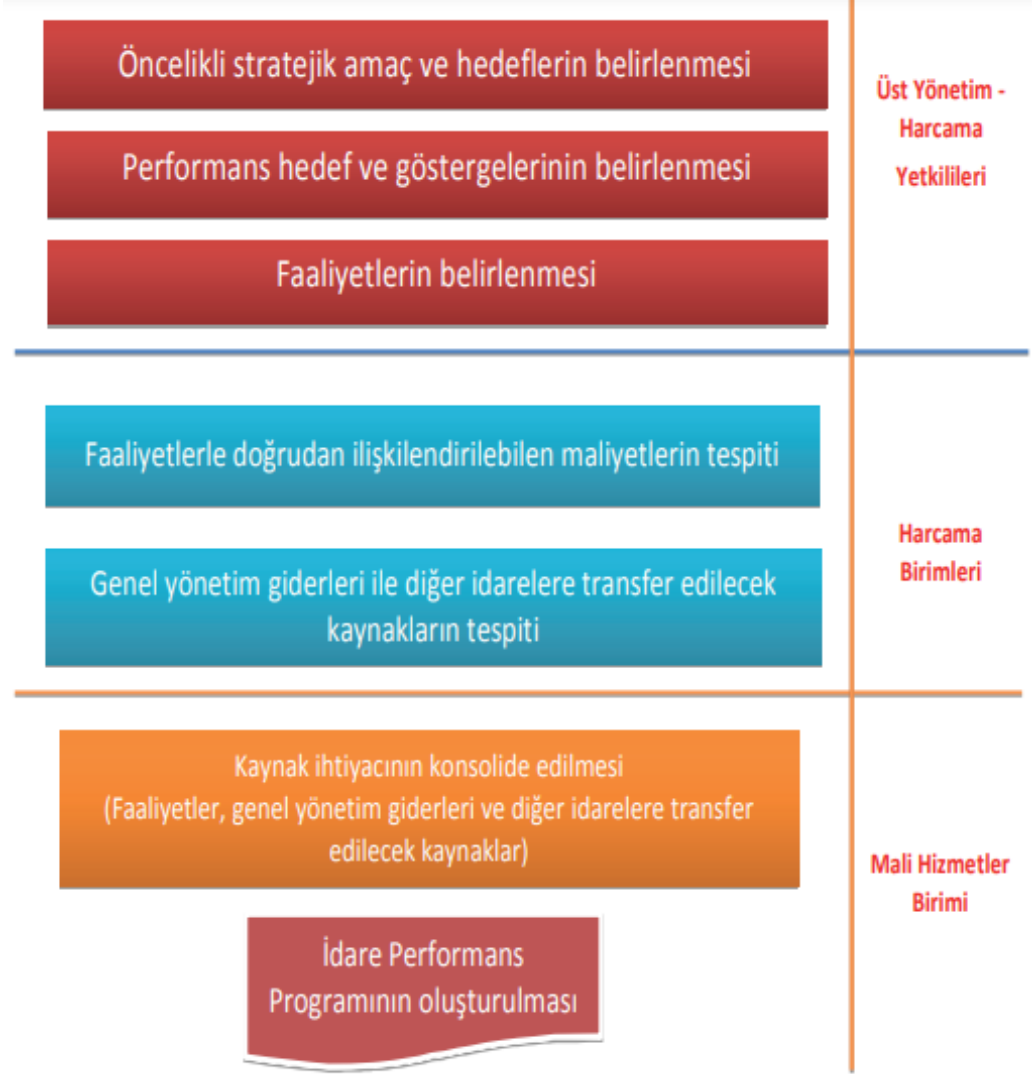 Öncelikli stratejik amaç ve hedeflerin belirlenmesi
Performans hedef ve göstergelerinin belirlenmesi
Faaliyetlerin belirlenmesi
Üst Yönetim -
Harcama
Yetkilileri
Faaliyetlerle doğrudan ilişkilendirilebilen maliyetlerin tespiti
Genel yönetim giderleri ile diğer idarelere transfer edilecek
kaynakların tespiti
Harcama
Birimleri
Kaynak ihtiyacının konsolide edilmesi
(Faaliyetler, genel yönetim giderleri ve diğer idarelere transfer
edilecek kaynaklar)
İdare Performans
Programının oluşturulması
Mali Hizmetler
Birimi